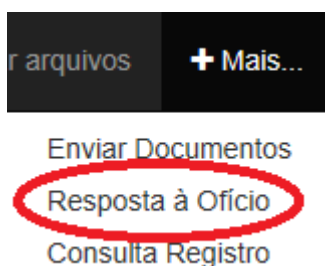 r arquivos + Mais...
Enviar Documentos
Resposta à Ofício
Consulta Registro